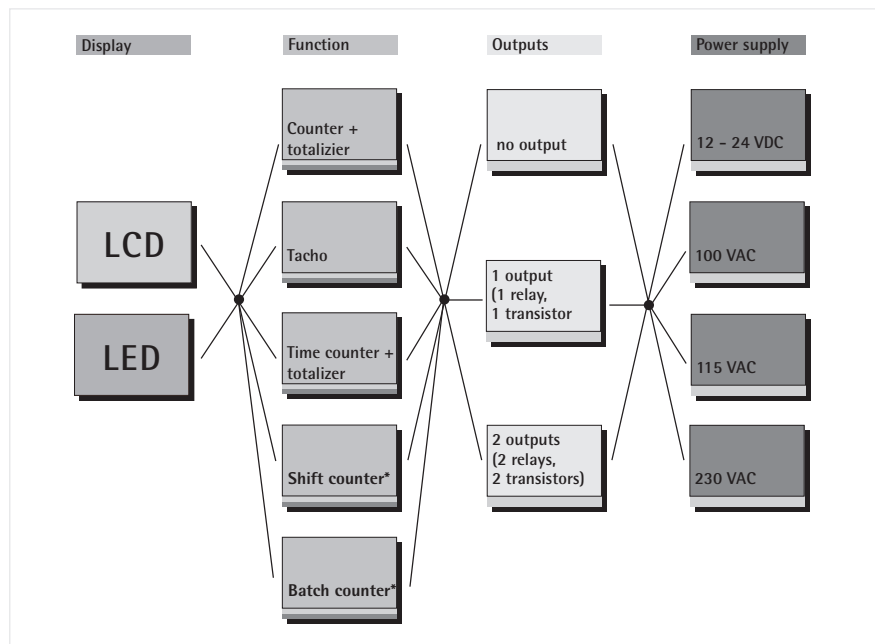 Display
Function
Outputs
Power supply
LCD
LED
Counter +
totalizier
Tacho
Time counter +
totalizer
Shift counter*
Batch counter*
no output
1 output
(1 relay,
1 transistor
2 outputs
(2 relays,
2 transistors)
12 - 24 VDC
100 VAC
115 VAC
230 VAC